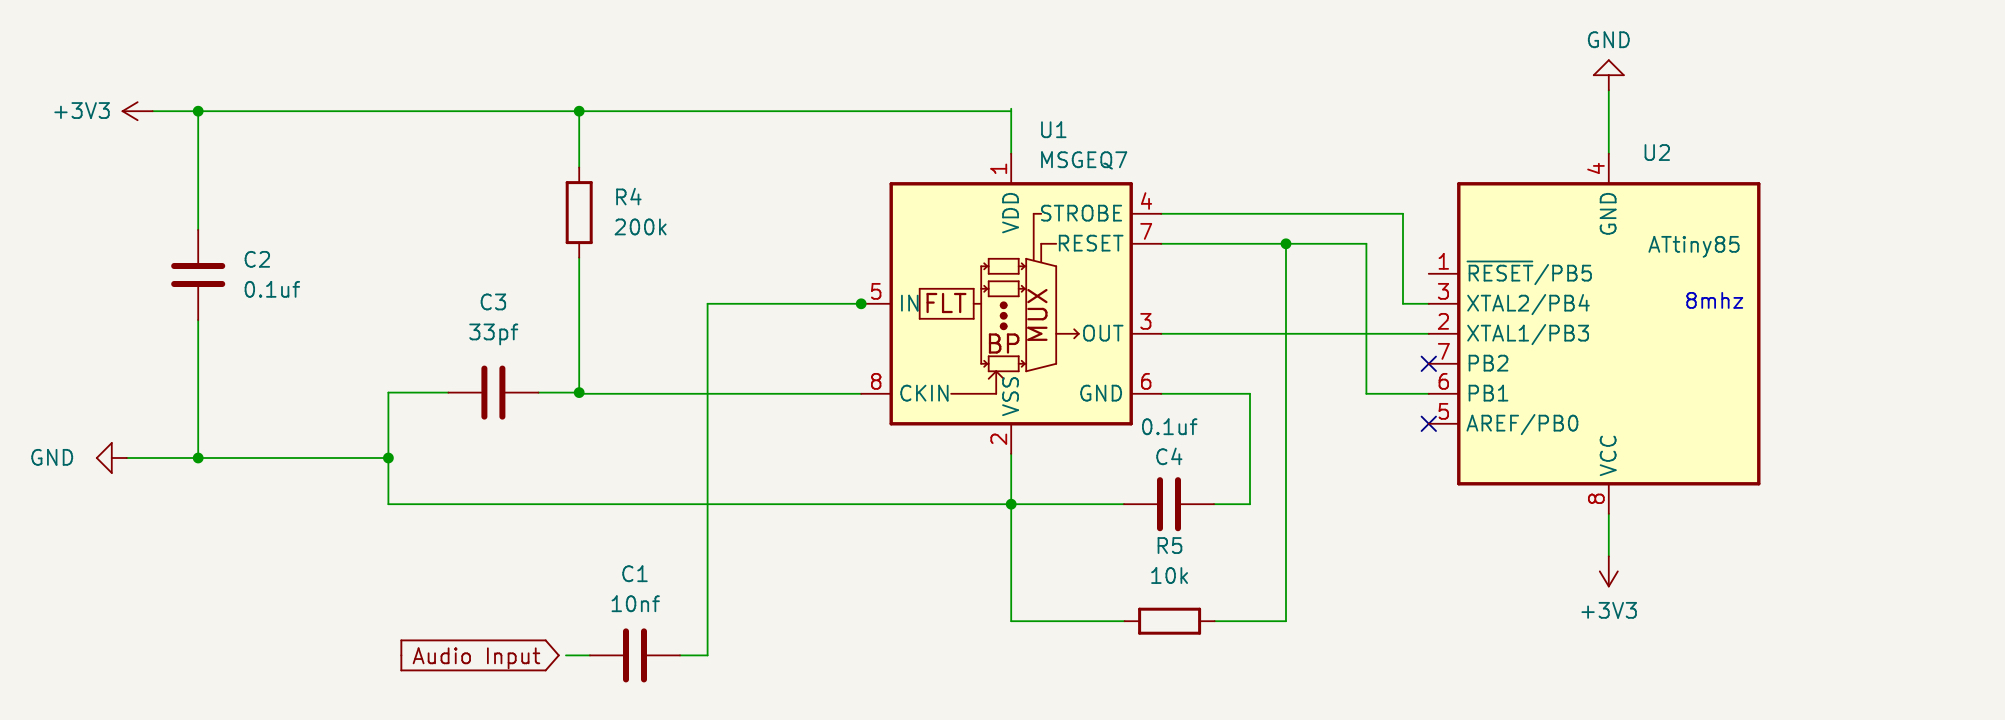 GND
+3V3
U1
MSGEQ7
U2
1
4
VDD
STROBE
4
GND
R4
200k
RESET
7
ATtiny85
C2
0.1uf
1
RESET/PB5
5
IN
FLT
MUX
3
XTAL2/PB4
8mhz
C3
33pf
BP
OUT
3
2
XTAL1/PB3
7
PB2
8
CKIN
VSS
GND
6
6
PB1
5
AREF/PB0
GND
2
0.1uf
C4
VCC
8
R5
10k
C1
10nf
+3V3
Audio Input